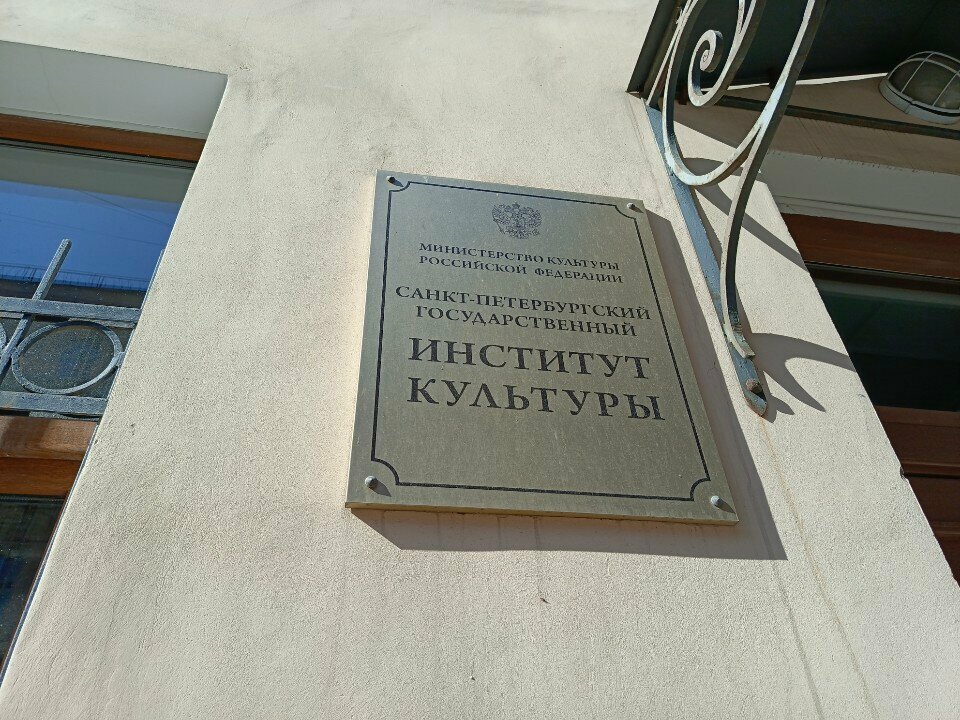 МИНИСТЕРСТВО КУЛЬТУРЫ
РОССИЙСКОЙ ФЕДЕРАЦИИ
САНКТ-ПЕТЕРБУРГСКИЙ
ГОСУДАРСТВЕННЫЙ
ИНСТИТУТ
КУЛЬТУРЫ